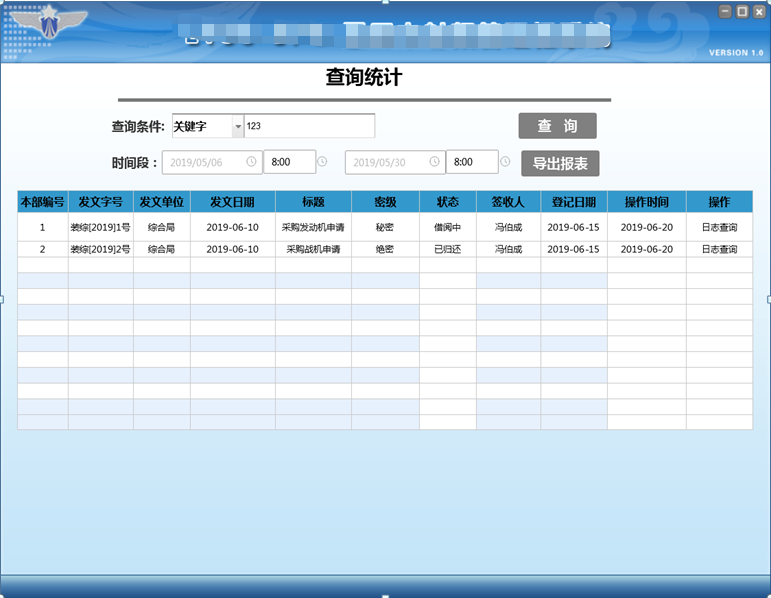 VERSION 1.0
查询统计
查询条件: 关键字 123 查 询
时间段： 2019/05/06 8:00 2019/05/30 8:00 导出报表
本部编号 发文字号 发文单位 发文日期 标题 密级 状态 签收人 登记日期 操作时间 操作
1 装综[2019]1号 综合局 2019-06-10 采购发动机申请 秘密 借阅中 冯伯成 2019-06-15 2019-06-20 日志查询
2 装综[2019]2号 综合局 2019-06-10 采购战机申请 绝密 已归还 冯伯成 2019-06-15 2019-06-20 日志查询